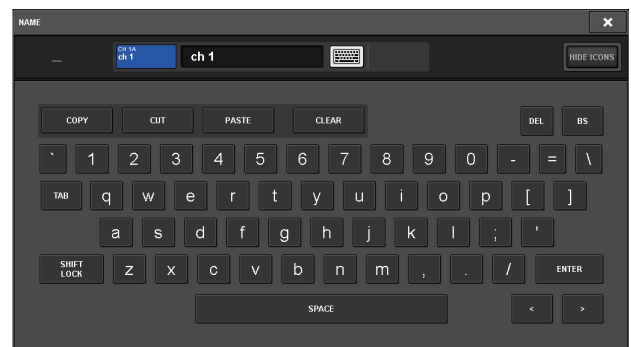 NAME ×
---- CH 1A ch 1 HIDE ICONS
ch 1
COPY CUT PASTE CLEAR DEL BS
` 1 2 3 4 5 6 7 8 9 0 - = \
TAB q w e r t y u i o p [ ]
a s d f g h j k l ; '
SHIFT LOCK z x c v b n m , . / ENTER
SPACE < >